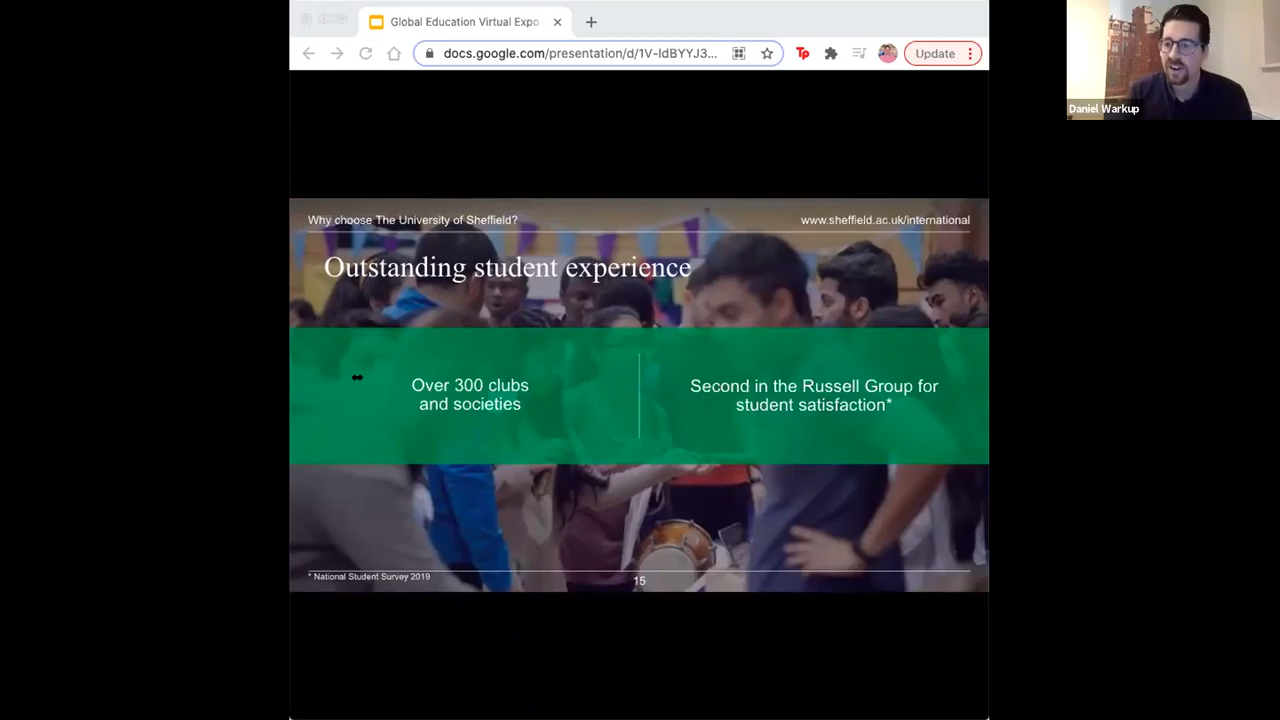 Global Education Virtual Expo
docs.google.com/presentation/d/1V-ldBYYJ3...
Tp
Update
Daniel Warkup
Why choose The University of Sheffield?
www.sheffield.ac.uk/international
Outstanding student experience
Over 300 clubs
and societies
Second in the Russell Group for
student satisfaction*
* National Student Survey 2019
15